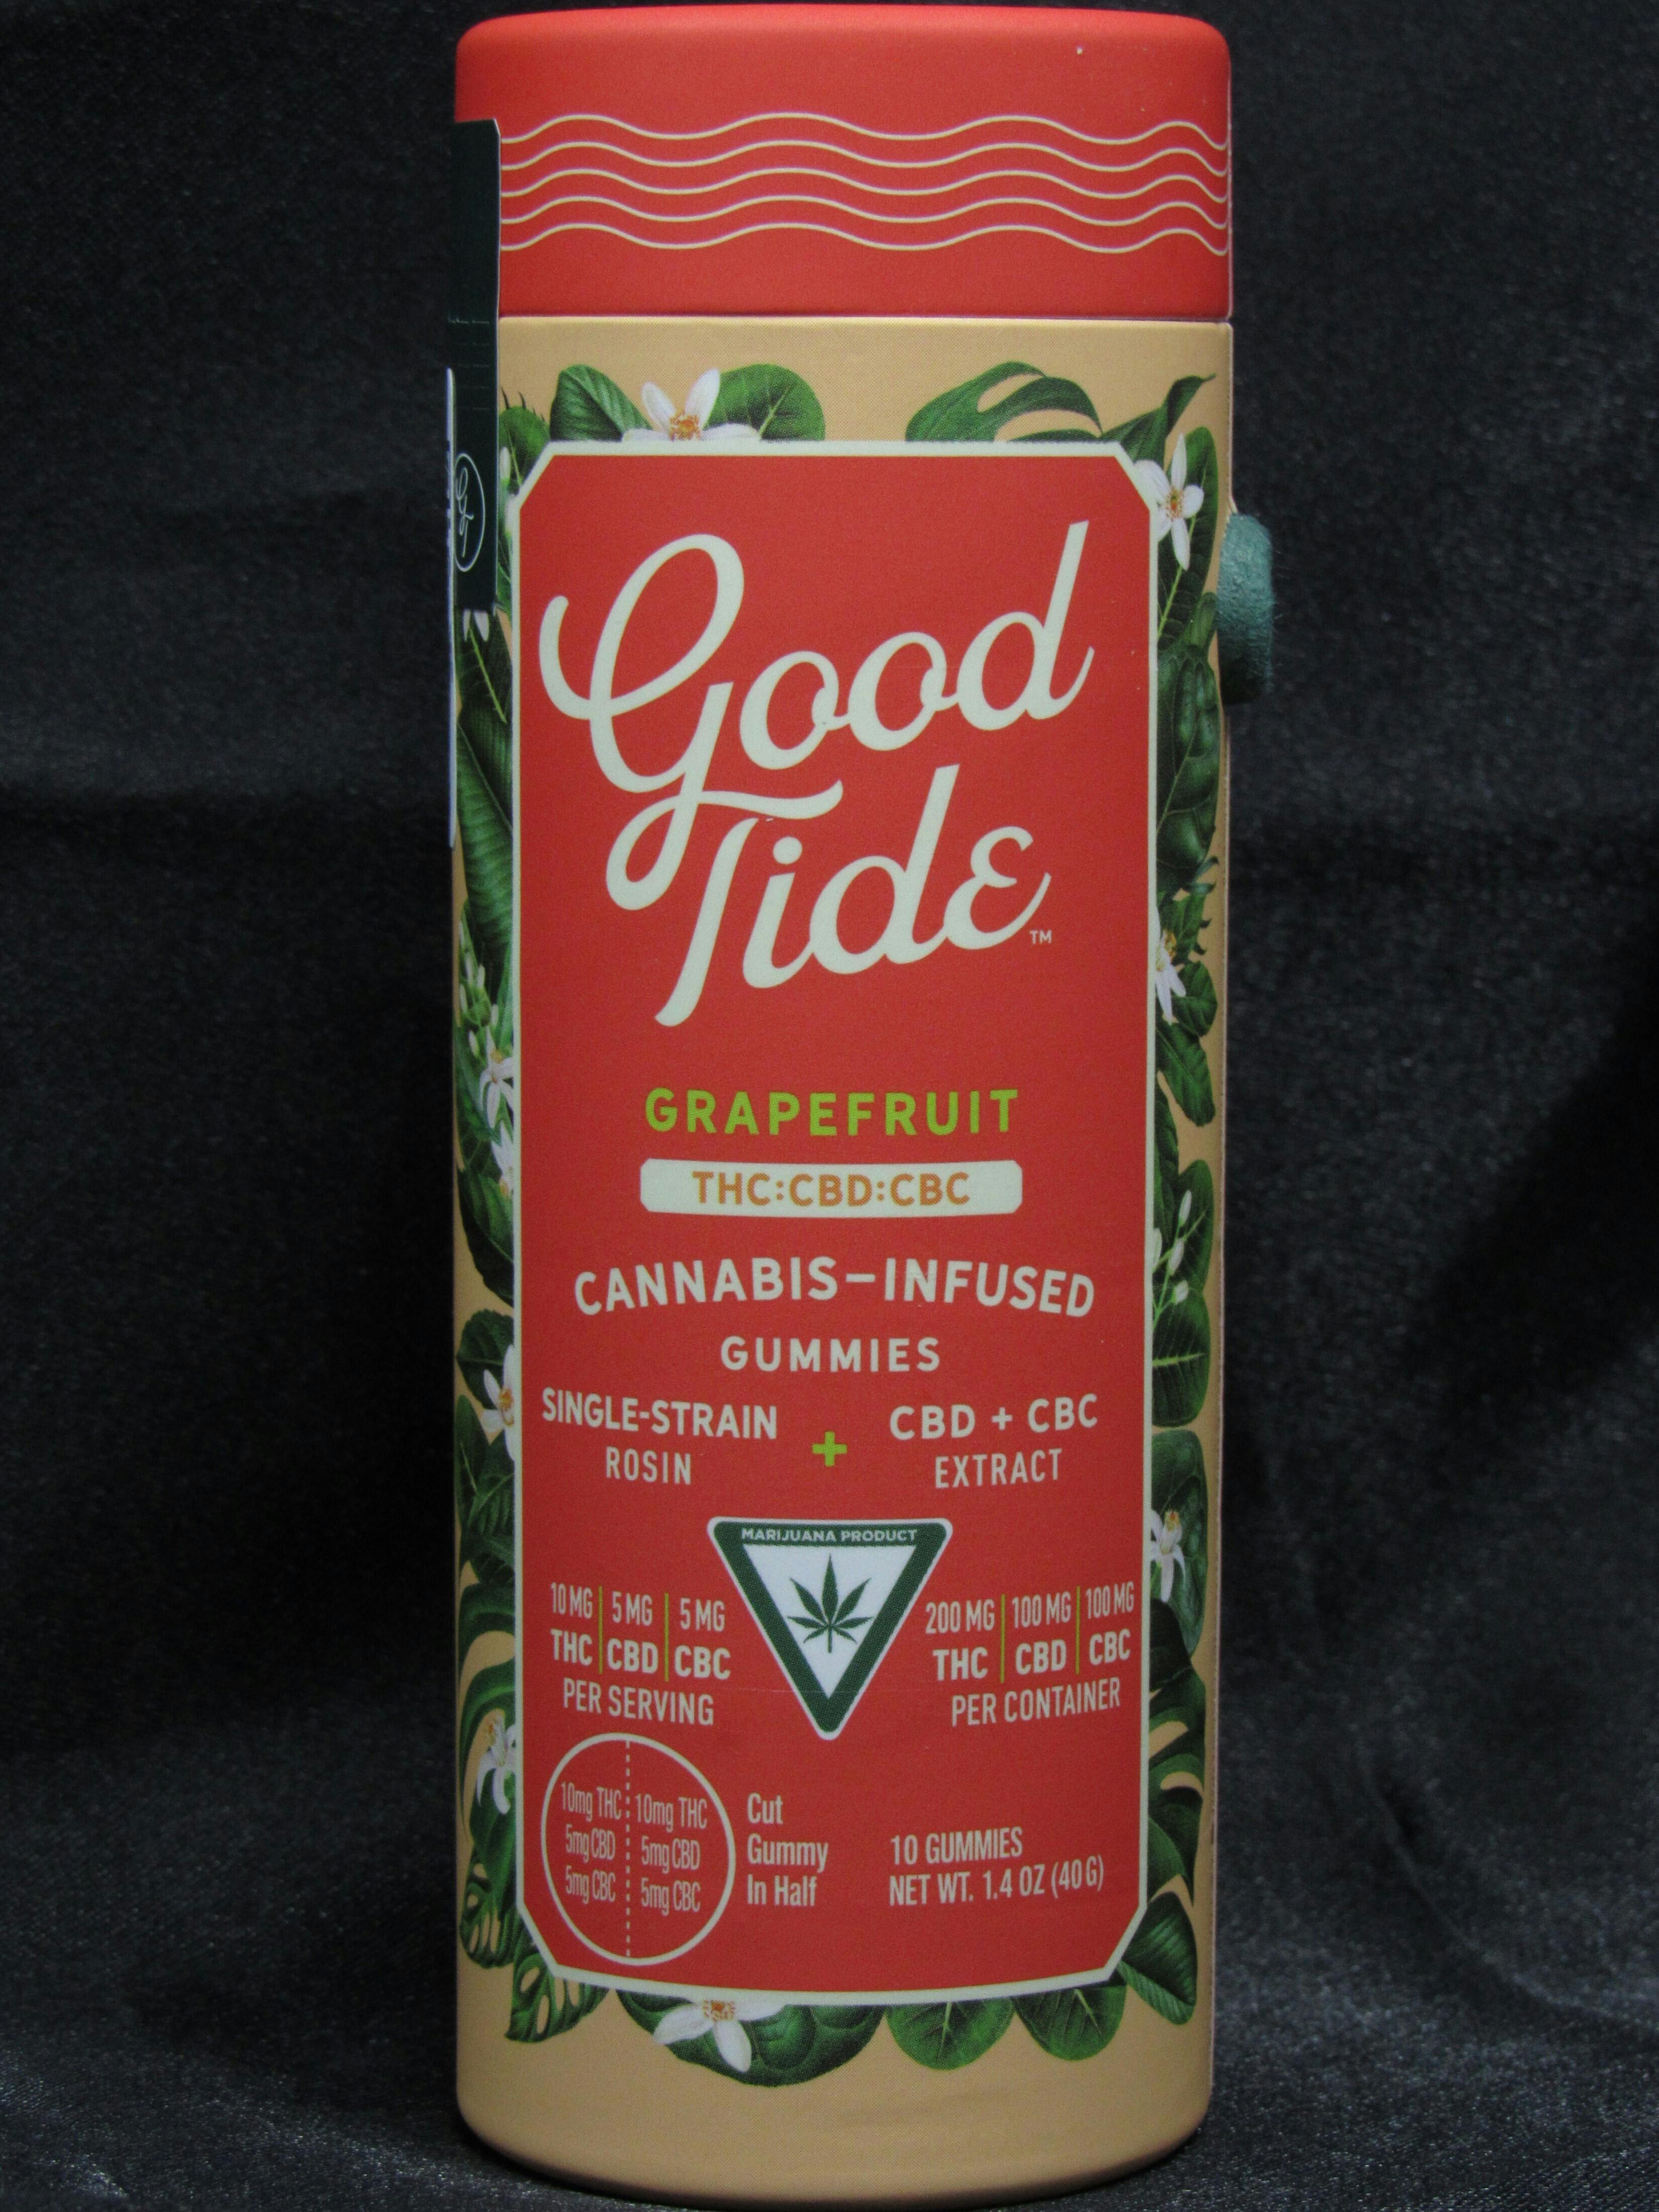 Good
Tide
TM
GRAPEFRUIT
THC:CBD:CBC
CANNABIS-INFUSED
GUMMIES
SINGLE-STRAIN
ROSIN
+
CBD + CBC
EXTRACT
MARIJUANA PRODUCT
10 MG | 5 MG | 5 MG
THC | CBD | CBC
PER SERVING
200 MG | 100 MG | 100 MG
THC | CBD | CBC
PER CONTAINER
10mg THC 10mg THC
5mg CBD 5mg CBD
5mg CBC 5mg CBC
Cut
Gummy
In Half
10 GUMMIES
NET WT. 1.4 OZ (40 G)